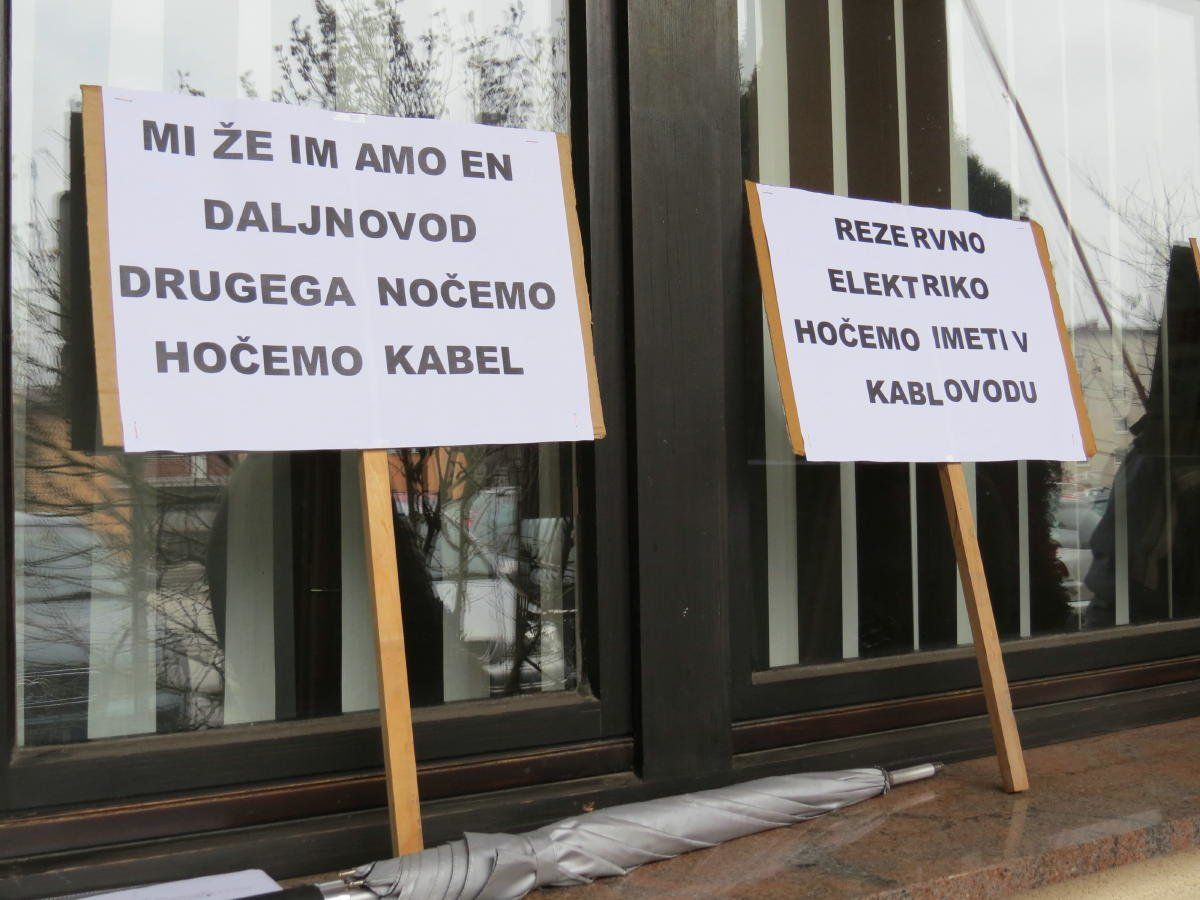 MI ŽE IM AMO EN
DALJNOVOD
DRUGEGA NOČEMO
HOČEMO KABEL
REZERVNO
ELEKTRIKO
HOČEMO IMETI V
KABLOVODU